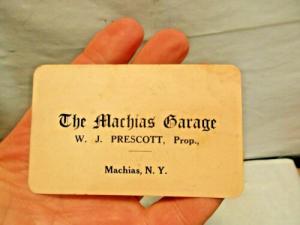 The Machias Garage
W. J. PRESCOTT, Prop.,
Machias, N. Y.